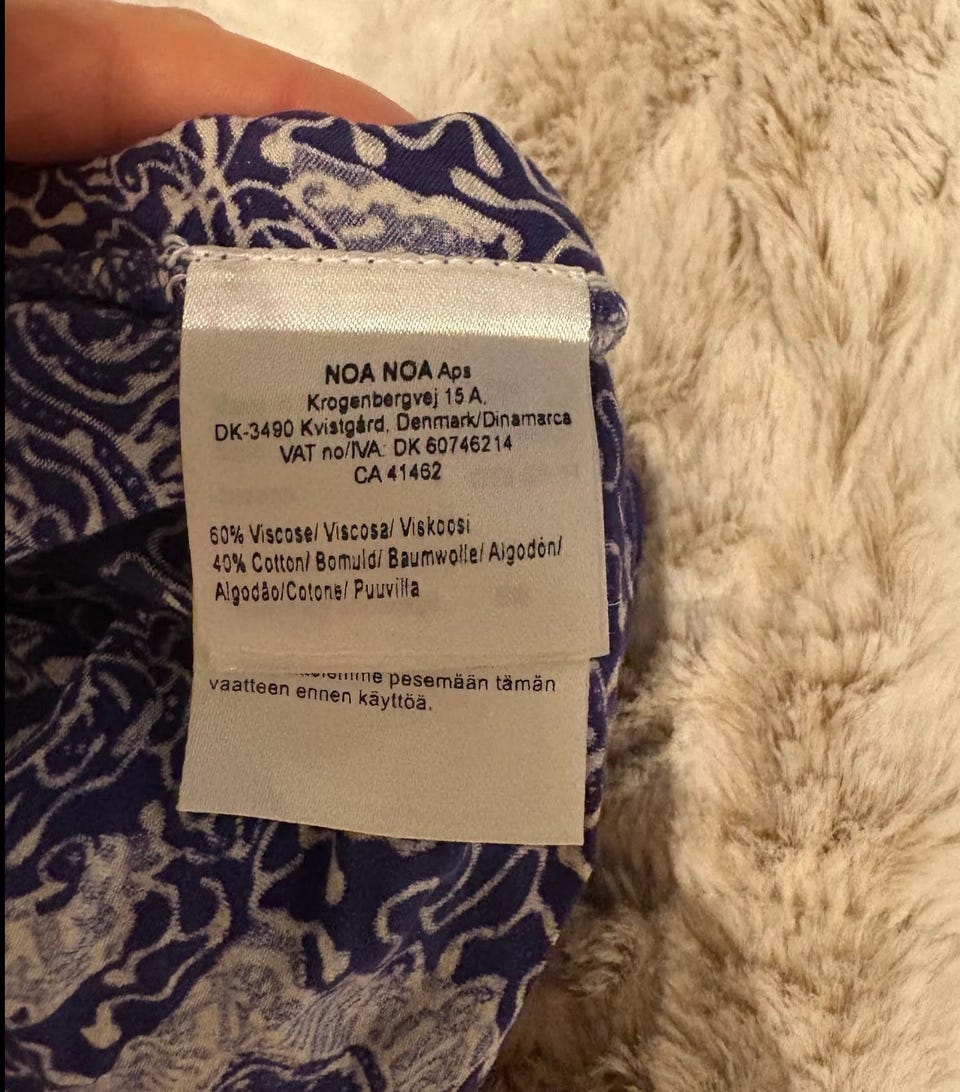 NOA NOA Aps
Krogenbergvej 15 A,
DK-3490 Kvistgård, Denmark/Dinamarca
VAT no/IVA: DK 60746214
CA 41462
60% Viscose/ Viscosa/ Viskoosi
40% Cotton/ Bomuld/ Baumwolle/ Algodón/
Algodão/Cotone/ Puuvilla
pesemään tämän
vaatteen ennen käyttöä.